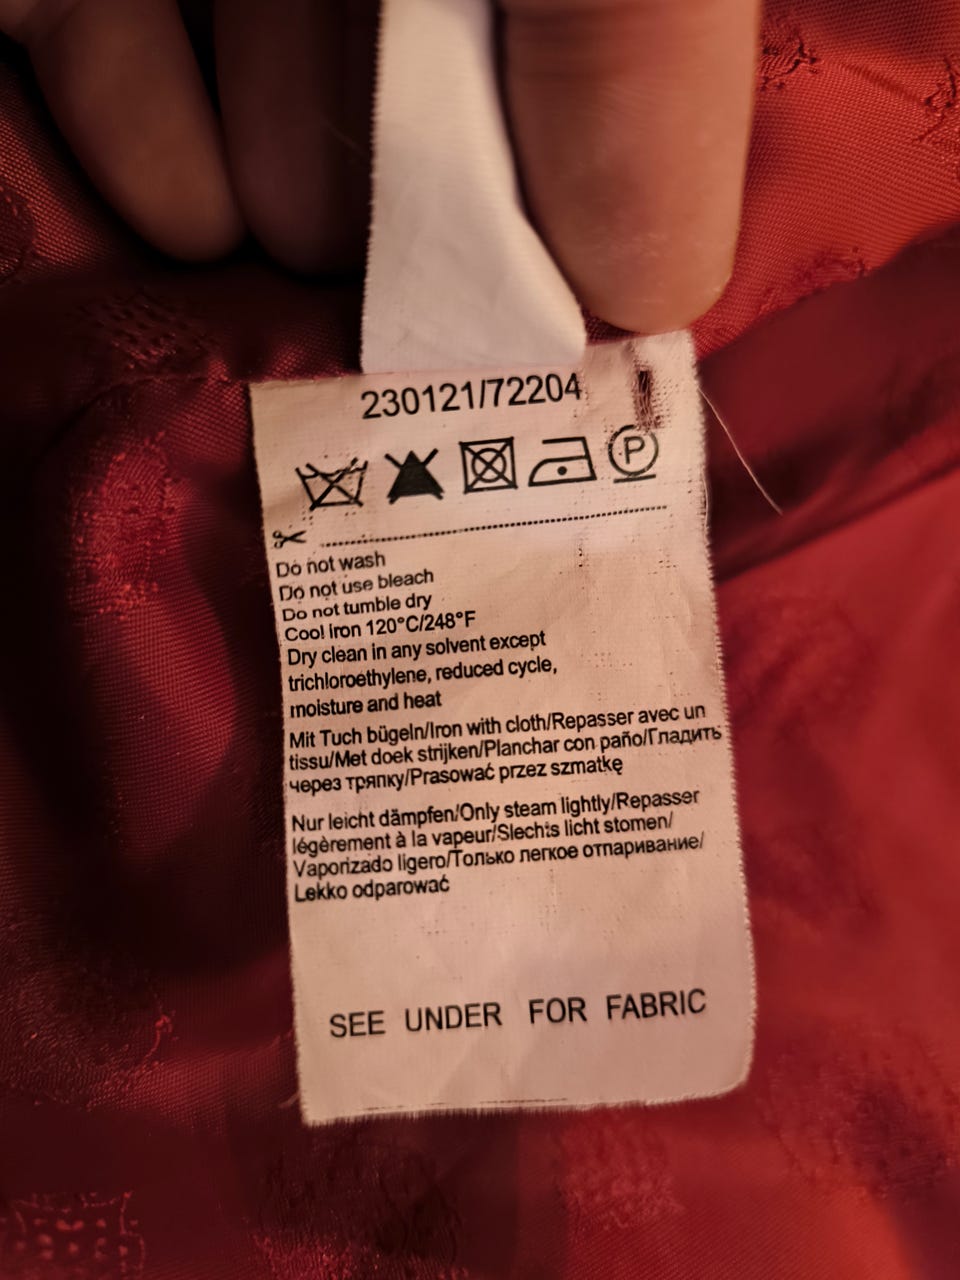 230121/72204
P
Do not wash
Do not use bleach
Do not tumble dry
Cool iron 120°C/248°F
Dry clean in any solvent except
trichloroethylene, reduced cycle,
moisture and heat
Mit Tuch bügeln/Iron with cloth/Repasser avec un
tissu/Met doek strijken/Planchar con paño/Гладить
через тряпку/Prasować przez szmatkę
Nur leicht dämpfen/Only steam lightly/Repasser
légèrement à la vapeur/Slechts licht stomen/
Vaporizado ligero/Только легкое отпаривание/
Lekko odparować
SEE UNDER FOR FABRIC